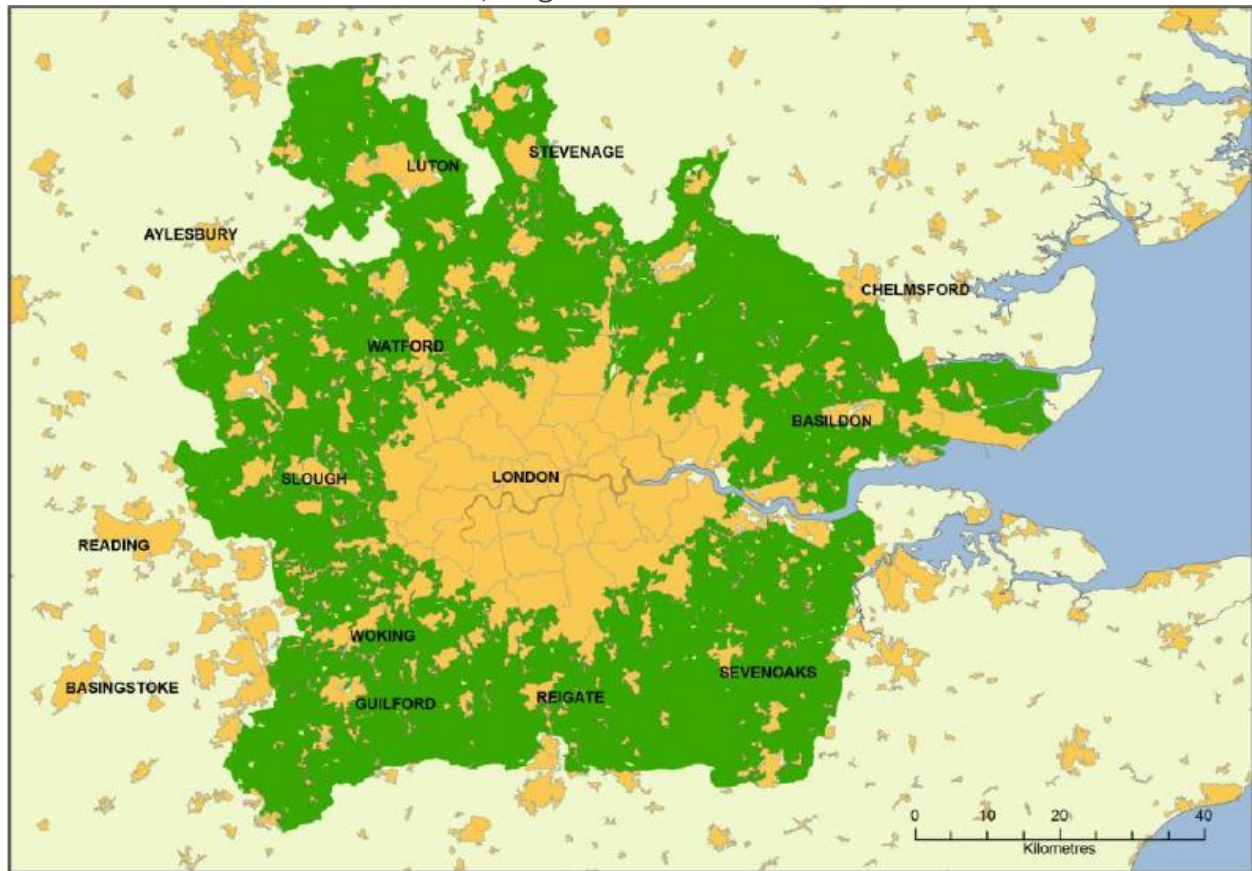 LUTON
STEVENAGE
AYLESBURY
CHELMSFORD
WATFORD
BASILDON
SLOUGH
LONDON
READING
WOKING
BASINGSTOKE
GUILFORD
REIGATE
SEVENOAKS
0 10 20 40
Kilometres